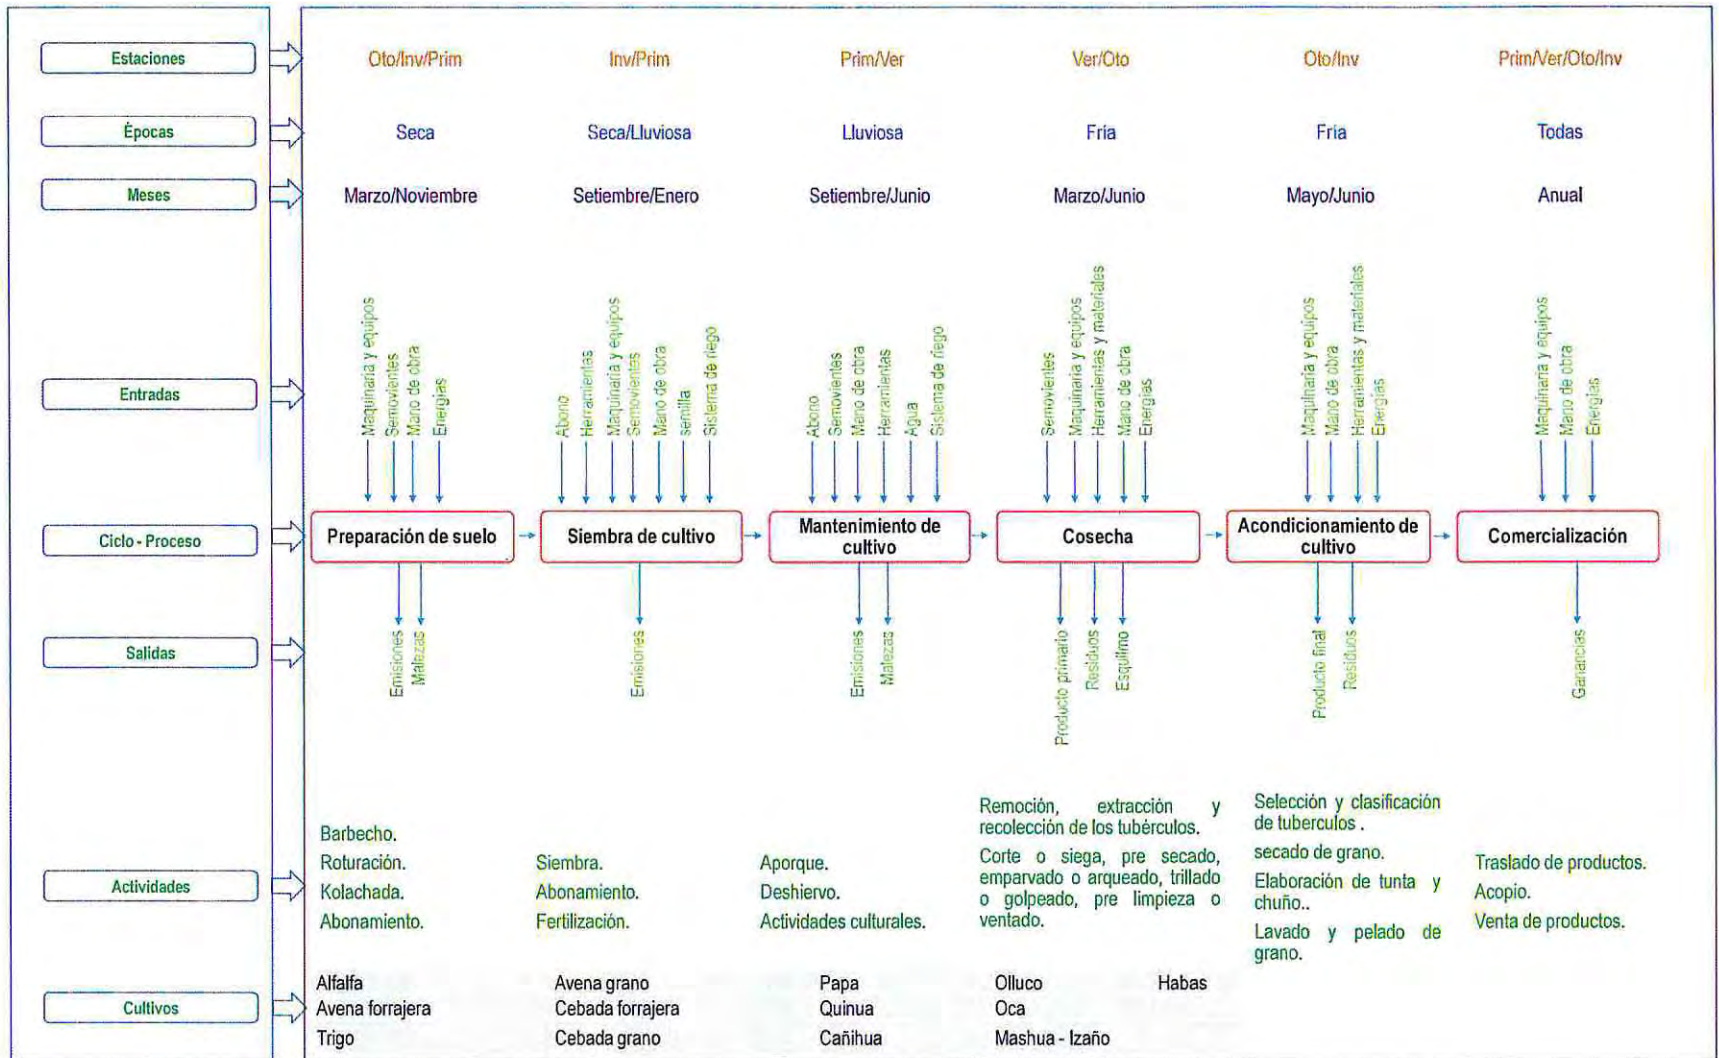 Estaciones
Oto/Inv/Prim
Inv/Prim
Prim/Ver
Ver/Oto
Oto/Inv
Prim/Ver/Oto/Inv
Épocas
Seca
Seca/Lluviosa
Lluviosa
Fria
Fria
Todas
Meses
Marzo/Noviembre
Setiembre/Enero
Setiembre/Junio
Marzo/Junio
Mayo/Junio
Anual
Entradas
Maquinaria y equipos
Semovientes
Mano de obra
Energías
Abono
Herramientas
Maquinaria y equipos
Semovientes
Mano de obra
semilla
Sistema de riego
Abono
Semovientes
Mano de obra
Herramientas
Agua
Sistema de riego
Semovientes
Maquinaria y equipos
Herramientas y materiales
Mano de obra
Energías
Maquinaria y equipos
Mano de obra
Herramientas y materiales
Energías
Maquinaria y equipos
Mano de obra
Energías
Ciclo - Proceso
Preparación de suelo
Siembra de cultivo
Mantenimiento de
cultivo
Cosecha
Acondicionamiento de
cultivo
Comercialización
Salidas
Emisiones
Malezas
Emisiones
Emisiones
Malezas
Producto primario
Residuos
Esquilmo
Producto final
Residuos
Ganancias
Actividades
Barbecho.
Roturación.
Kolachada.
Abonamiento.
Siembra.
Abonamiento.
Fertilización.
Aporque.
Deshiervo.
Actividades culturales.
Remoción, extracción y
recolección de los tubérculos.
Corte o siega, pre secado,
emparvado o arqueado, trillado
o golpeado, pre limpieza o
ventado.
Selección y clasificación
de tuberculos .
secado de grano.
Elaboración de tunta y
chuño..
Lavado y pelado de
grano.
Traslado de productos.
Acopio.
Venta de productos.
Cultivos
Alfalfa
Avena forrajera
Trigo
Avena grano
Cebada forrajera
Cebada grano
Papa
Quinua
Cañihua
Olluco
Oca
Mashua - Izaño
Habas